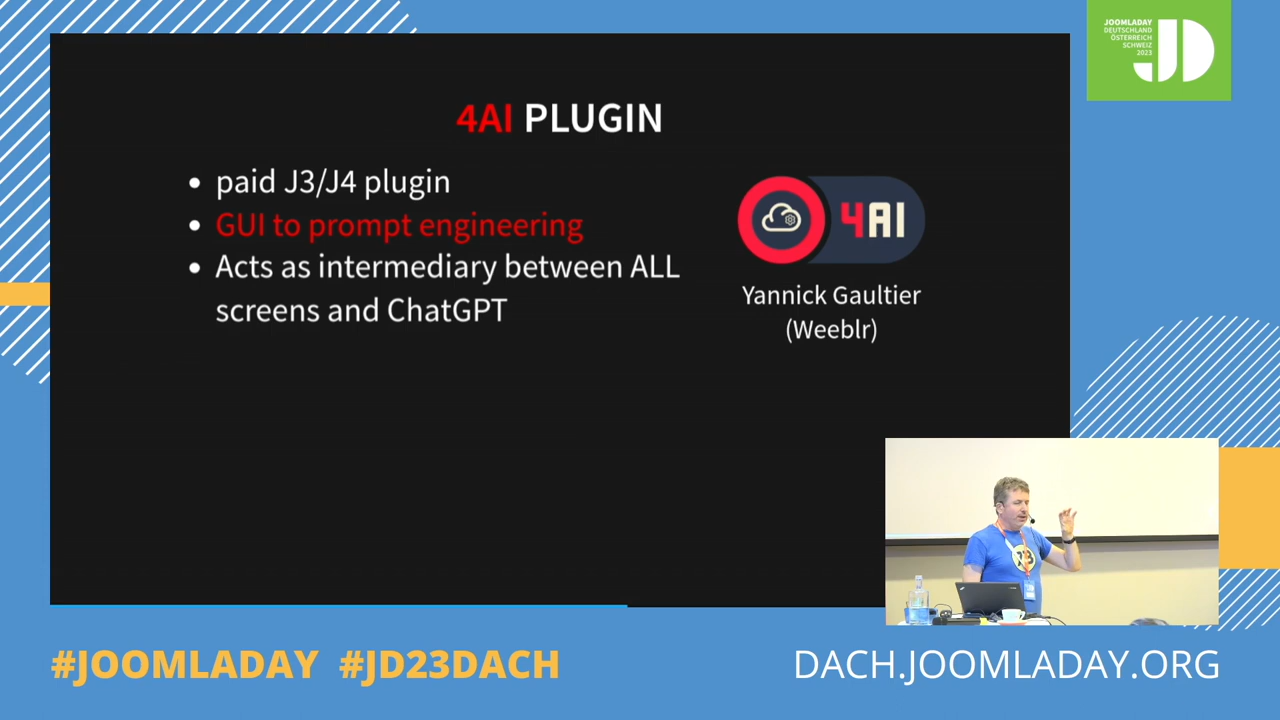 JOOMLADAY
DEUTSCHLAND
ÖSTERREICH
SCHWEIZ
2023
JD
4AI PLUGIN
paid J3/J4 plugin
GUI to prompt engineering
Acts as intermediary between ALL
screens and ChatGPT
4AI
Yannick Gaultier
(Weeblr)
#JOOMLADAY #JD23DACH
DACH.JOOMLADAY.ORG